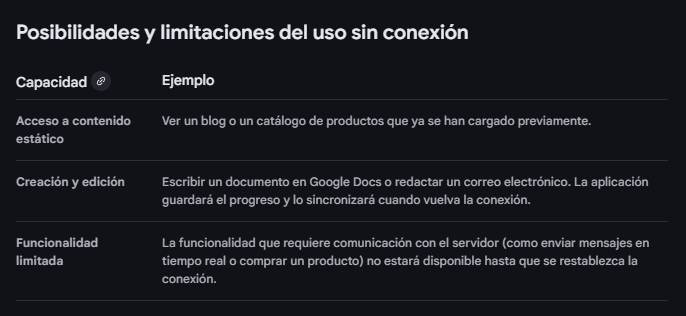 Posibilidades y limitaciones del uso sin conexión
Capacidad Ejemplo
Acceso a contenido estático Ver un blog o un catálogo de productos que ya se han cargado previamente.
Creación y edición Escribir un documento en Google Docs o redactar un correo electrónico. La aplicación
guardará el progreso y lo sincronizará cuando vuelva la conexión.
Funcionalidad limitada La funcionalidad que requiere comunicación con el servidor (como enviar mensajes en
tiempo real o comprar un producto) no estará disponible hasta que se restablezca la
conexión.